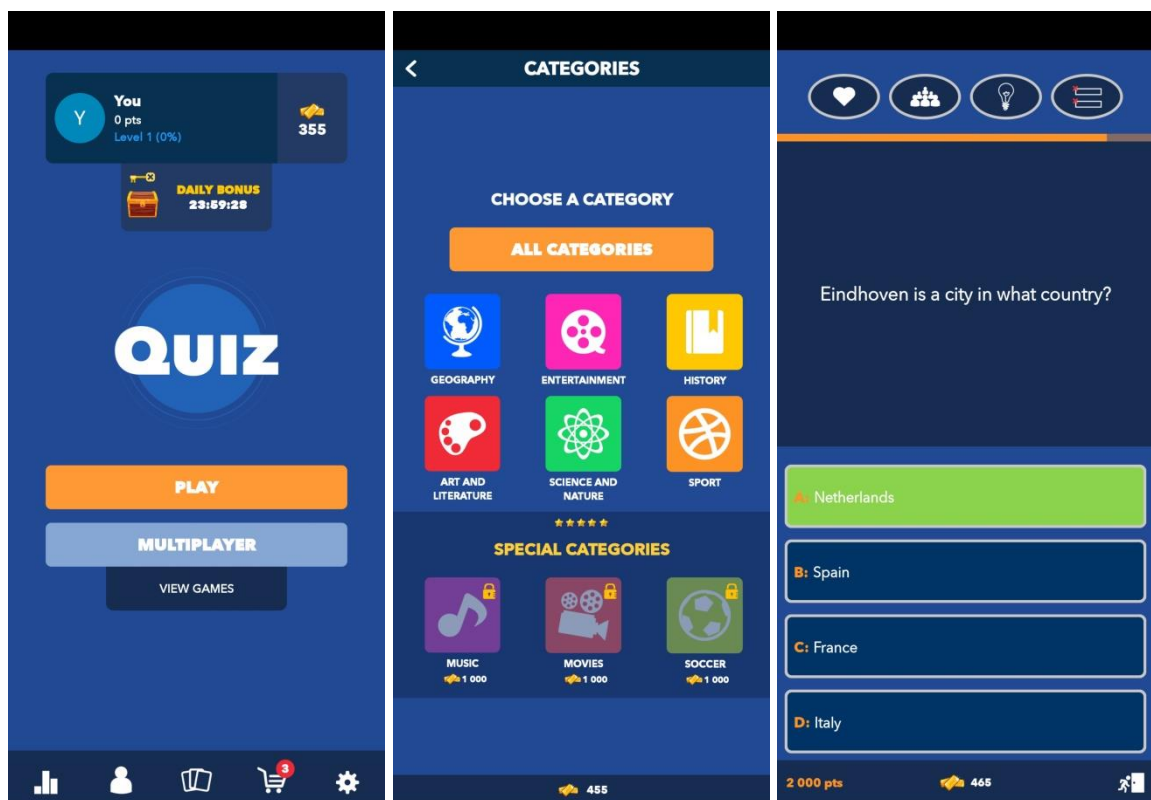 You
Y
0 pts
Level 1 (0%)
355
DAILY BONUS
23:59:28
QUIZ
PLAY
MULTIPLAYER
VIEW GAMES
3
CATEGORIES
CHOOSE A CATEGORY
ALL CATEGORIES
GEOGRAPHY ENTERTAINMENT HISTORY
ART AND LITERATURE SCIENCE AND NATURE SPORT
SPECIAL CATEGORIES
MUSIC MOVIES SOCCER
1 000 1 000 1 000
455
Eindhoven is a city in what country?
A: Netherlands
B: Spain
C: France
D: Italy
2 000 pts 465